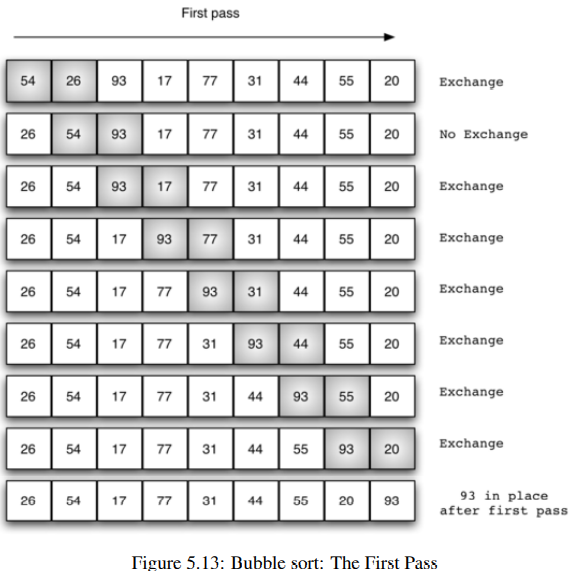 First pass
54 26 93 17 77 31 44 55 20 Exchange
26 54 93 17 77 31 44 55 20 No Exchange
26 54 93 17 77 31 44 55 20 Exchange
26 54 17 93 77 31 44 55 20 Exchange
26 54 17 77 93 31 44 55 20 Exchange
26 54 17 77 31 93 44 55 20 Exchange
26 54 17 77 31 44 93 55 20 Exchange
26 54 17 77 31 44 55 93 20 Exchange
26 54 17 77 31 44 55 20 93 93 in place
after first pass
Figure 5.13: Bubble sort: The First Pass